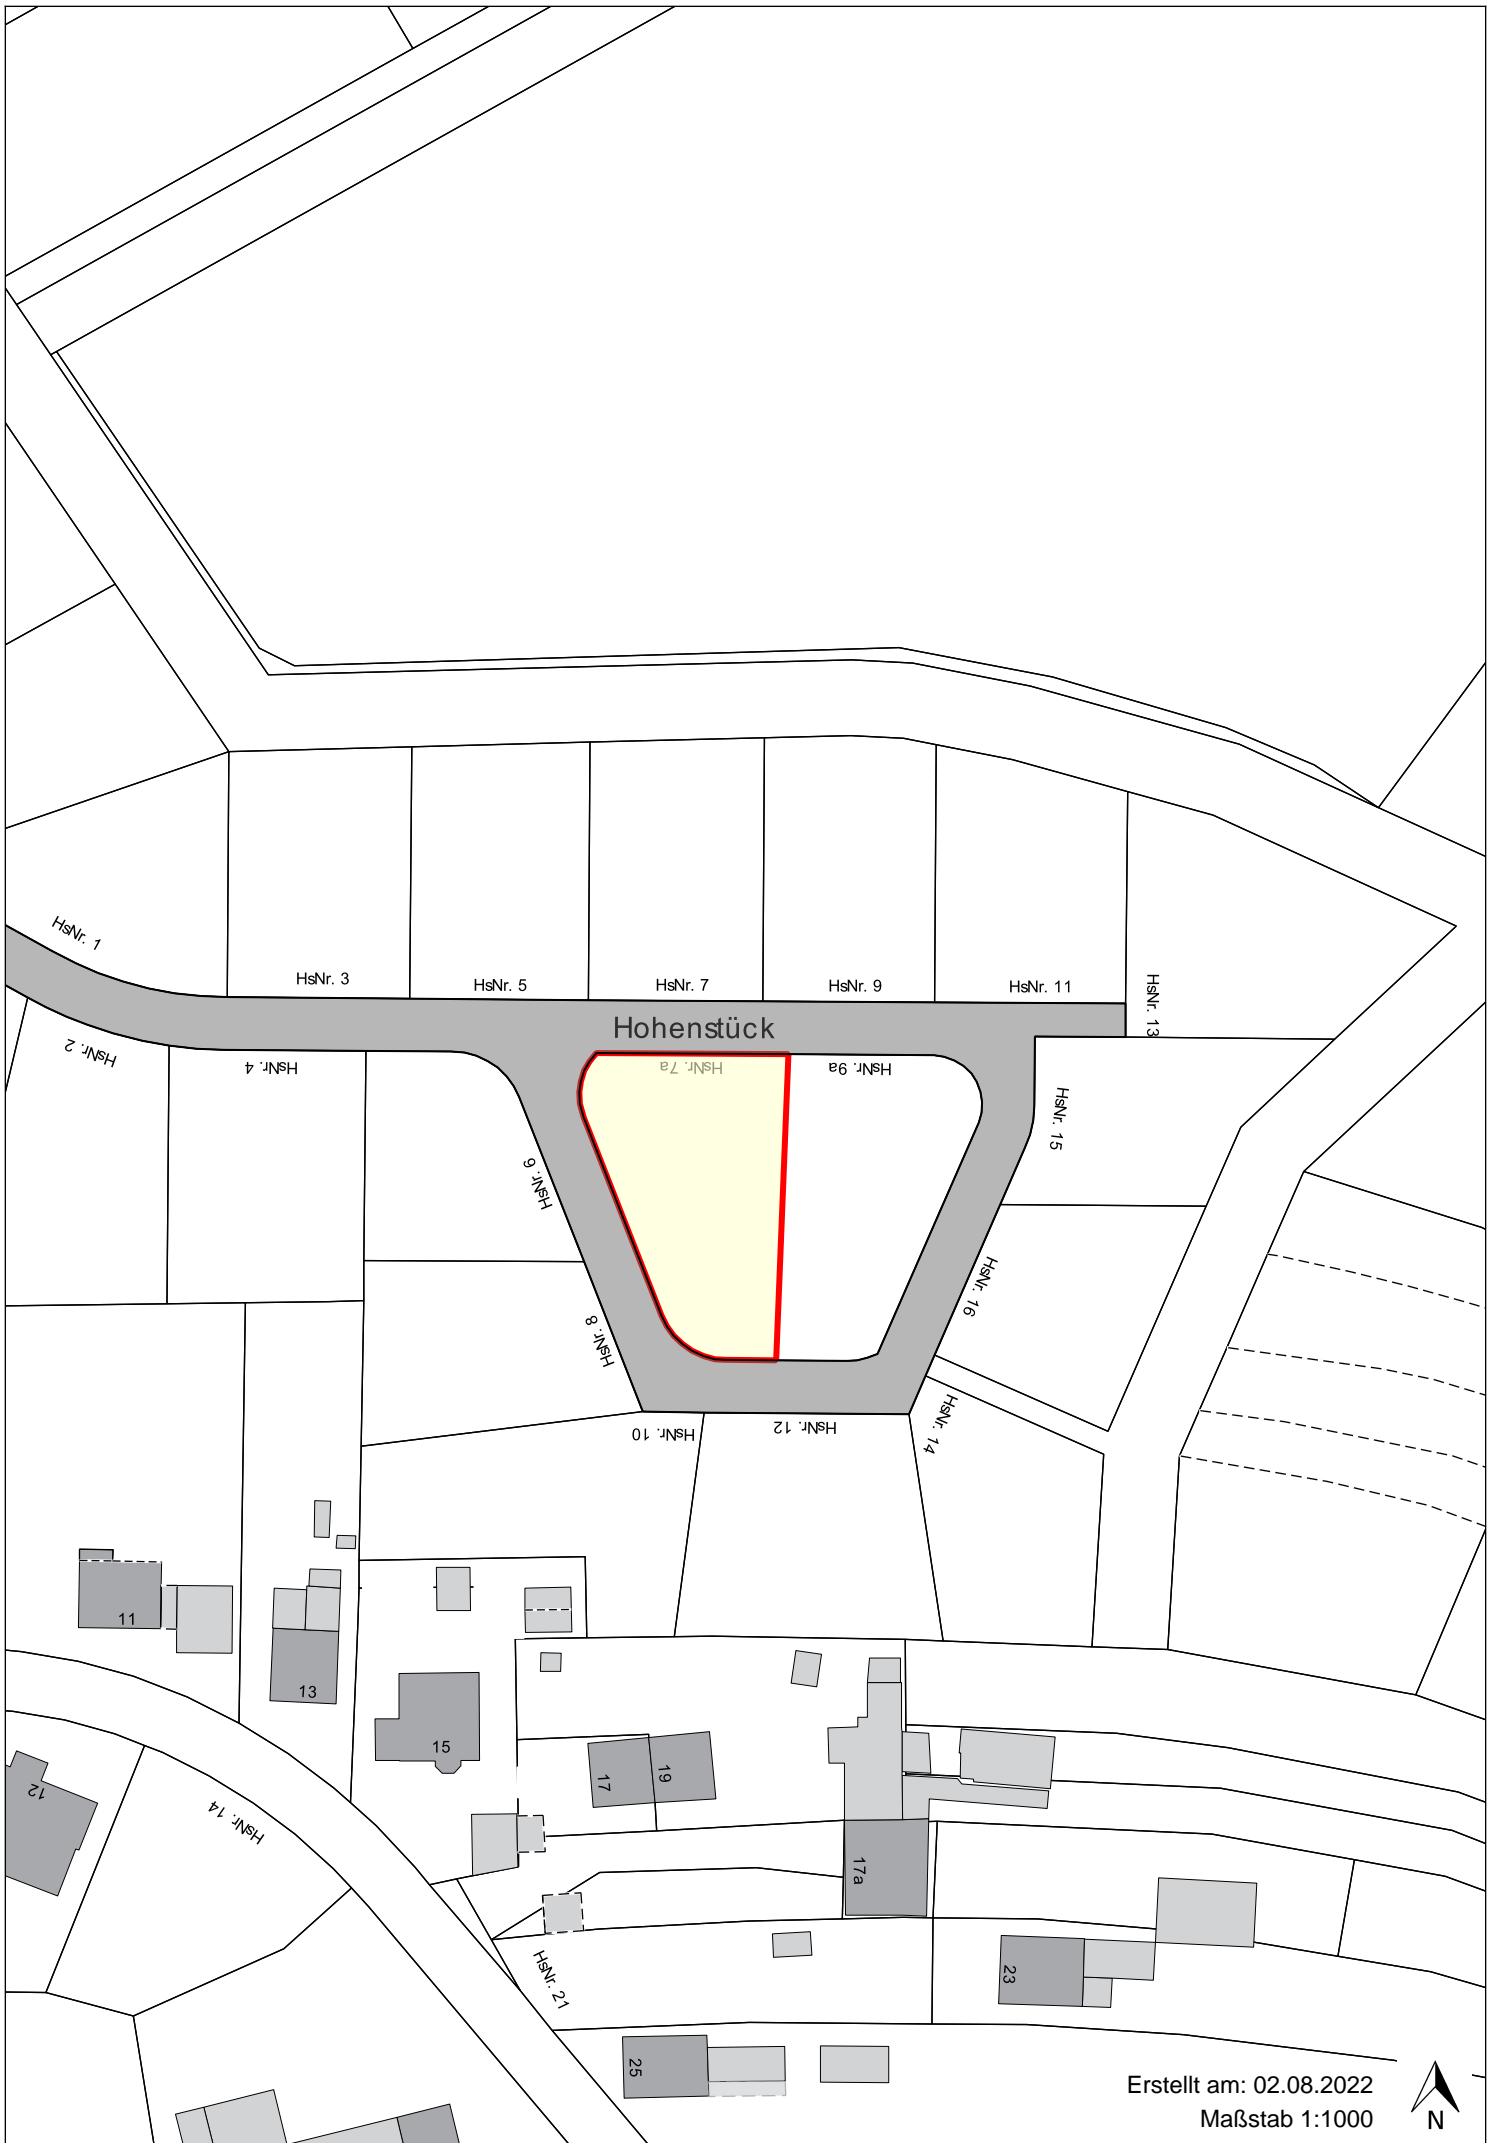 HsNr. 1
HsNr. 3
HsNr. 5
HsNr. 7
HsNr. 9
HsNr. 11
HsNr. 13
Hohenstück
HsNr. 2
HsNr. 4
HsNr. 7a
HsNr. 9a
HsNr. 15
HsNr. 6
HsNr. 16
HsNr. 8
HsNr. 10
HsNr. 12
HsNr. 14
11
13
15
17
19
12
HsNr. 14
17a
23
HsNr. 21
25
Erstellt am: 02.08.2022
Maßstab 1:1000
N